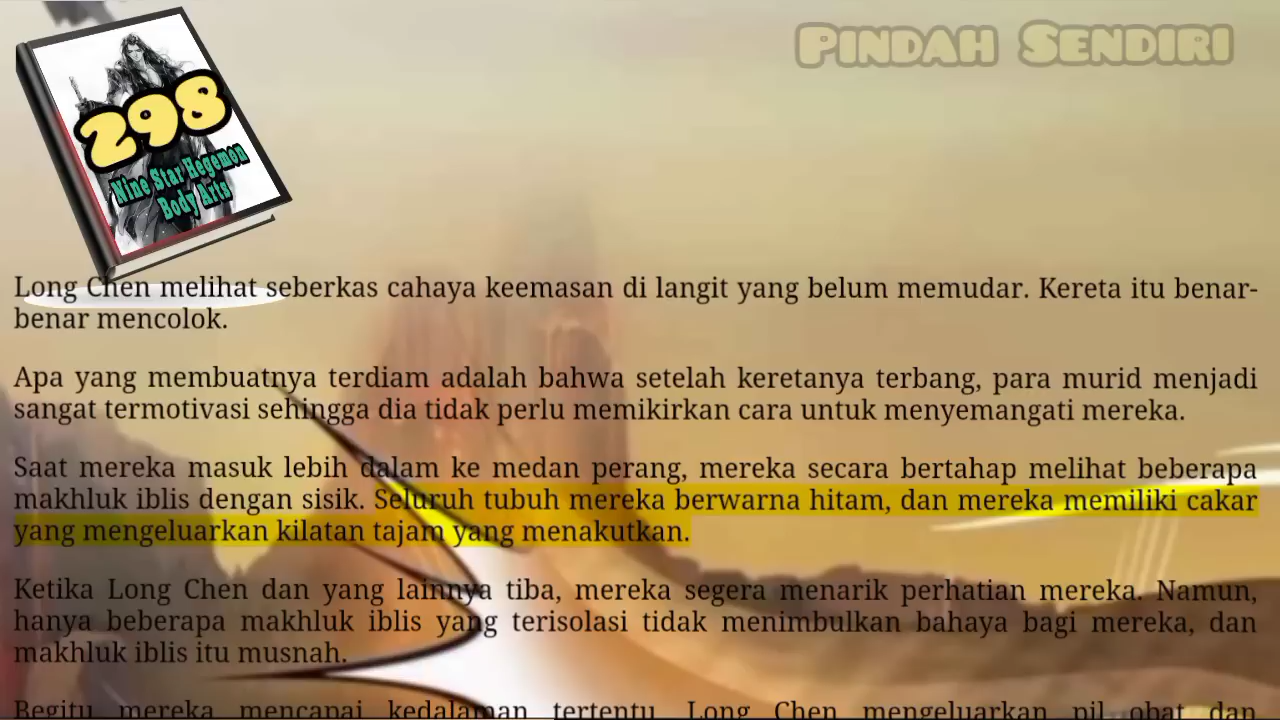 Pindah Sendiri
298
Nine Star Hegemon
Body Arts
Long Chen melihat seberkas cahaya keemasan di langit yang belum memudar. Kereta itu benar-
benar mencolok.
Apa yang membuatnya terdiam adalah bahwa setelah keretanya terbang, para murid menjadi
sangat termotivasi sehingga dia tidak perlu memikirkan cara untuk menyemangati mereka.
Saat mereka masuk lebih dalam ke medan perang, mereka secara bertahap melihat beberapa
makhluk iblis dengan sisik. Seluruh tubuh mereka berwarna hitam, dan mereka memiliki cakar
yang mengeluarkan kilatan tajam yang menakutkan.
Ketika Long Chen dan yang lainnya tiba, mereka segera menarik perhatian mereka. Namun,
hanya beberapa makhluk iblis yang terisolasi tidak menimbulkan bahaya bagi mereka, dan
makhluk iblis itu musnah.
Begitu mereka mencapai kedalaman tertentu, Long Chen mengeluarkan pil obat dan